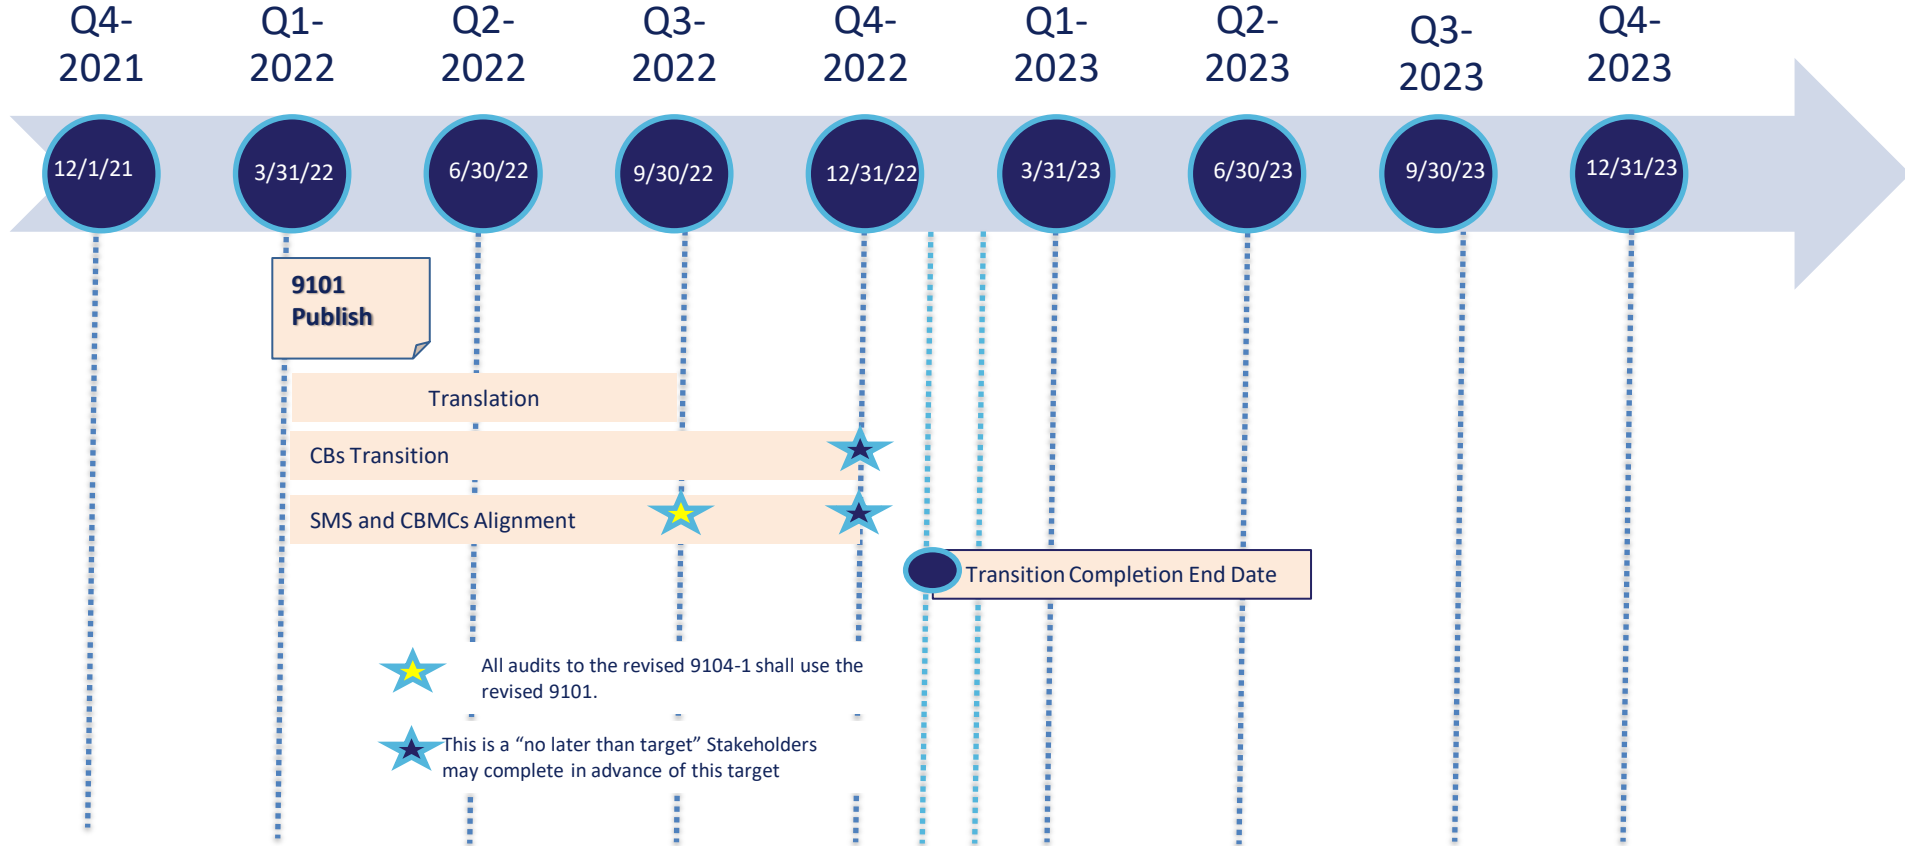 Q4-
2021
Q1-
2022
Q2-
2022
Q3-
2022
Q4-
2022
Q1-
2023
Q2-
2023
Q3-
2023
Q4-
2023
12/1/21
3/31/22
6/30/22
9/30/22
12/31/22
3/31/23
6/30/23
9/30/23
12/31/23
9101
Publish
Translation
CBs Transition
SMS and CBMCs Alignment
Transition Completion End Date
All audits to the revised 9104-1 shall use the
revised 9101.
This is a “no later than target” Stakeholders
may complete in advance of this target